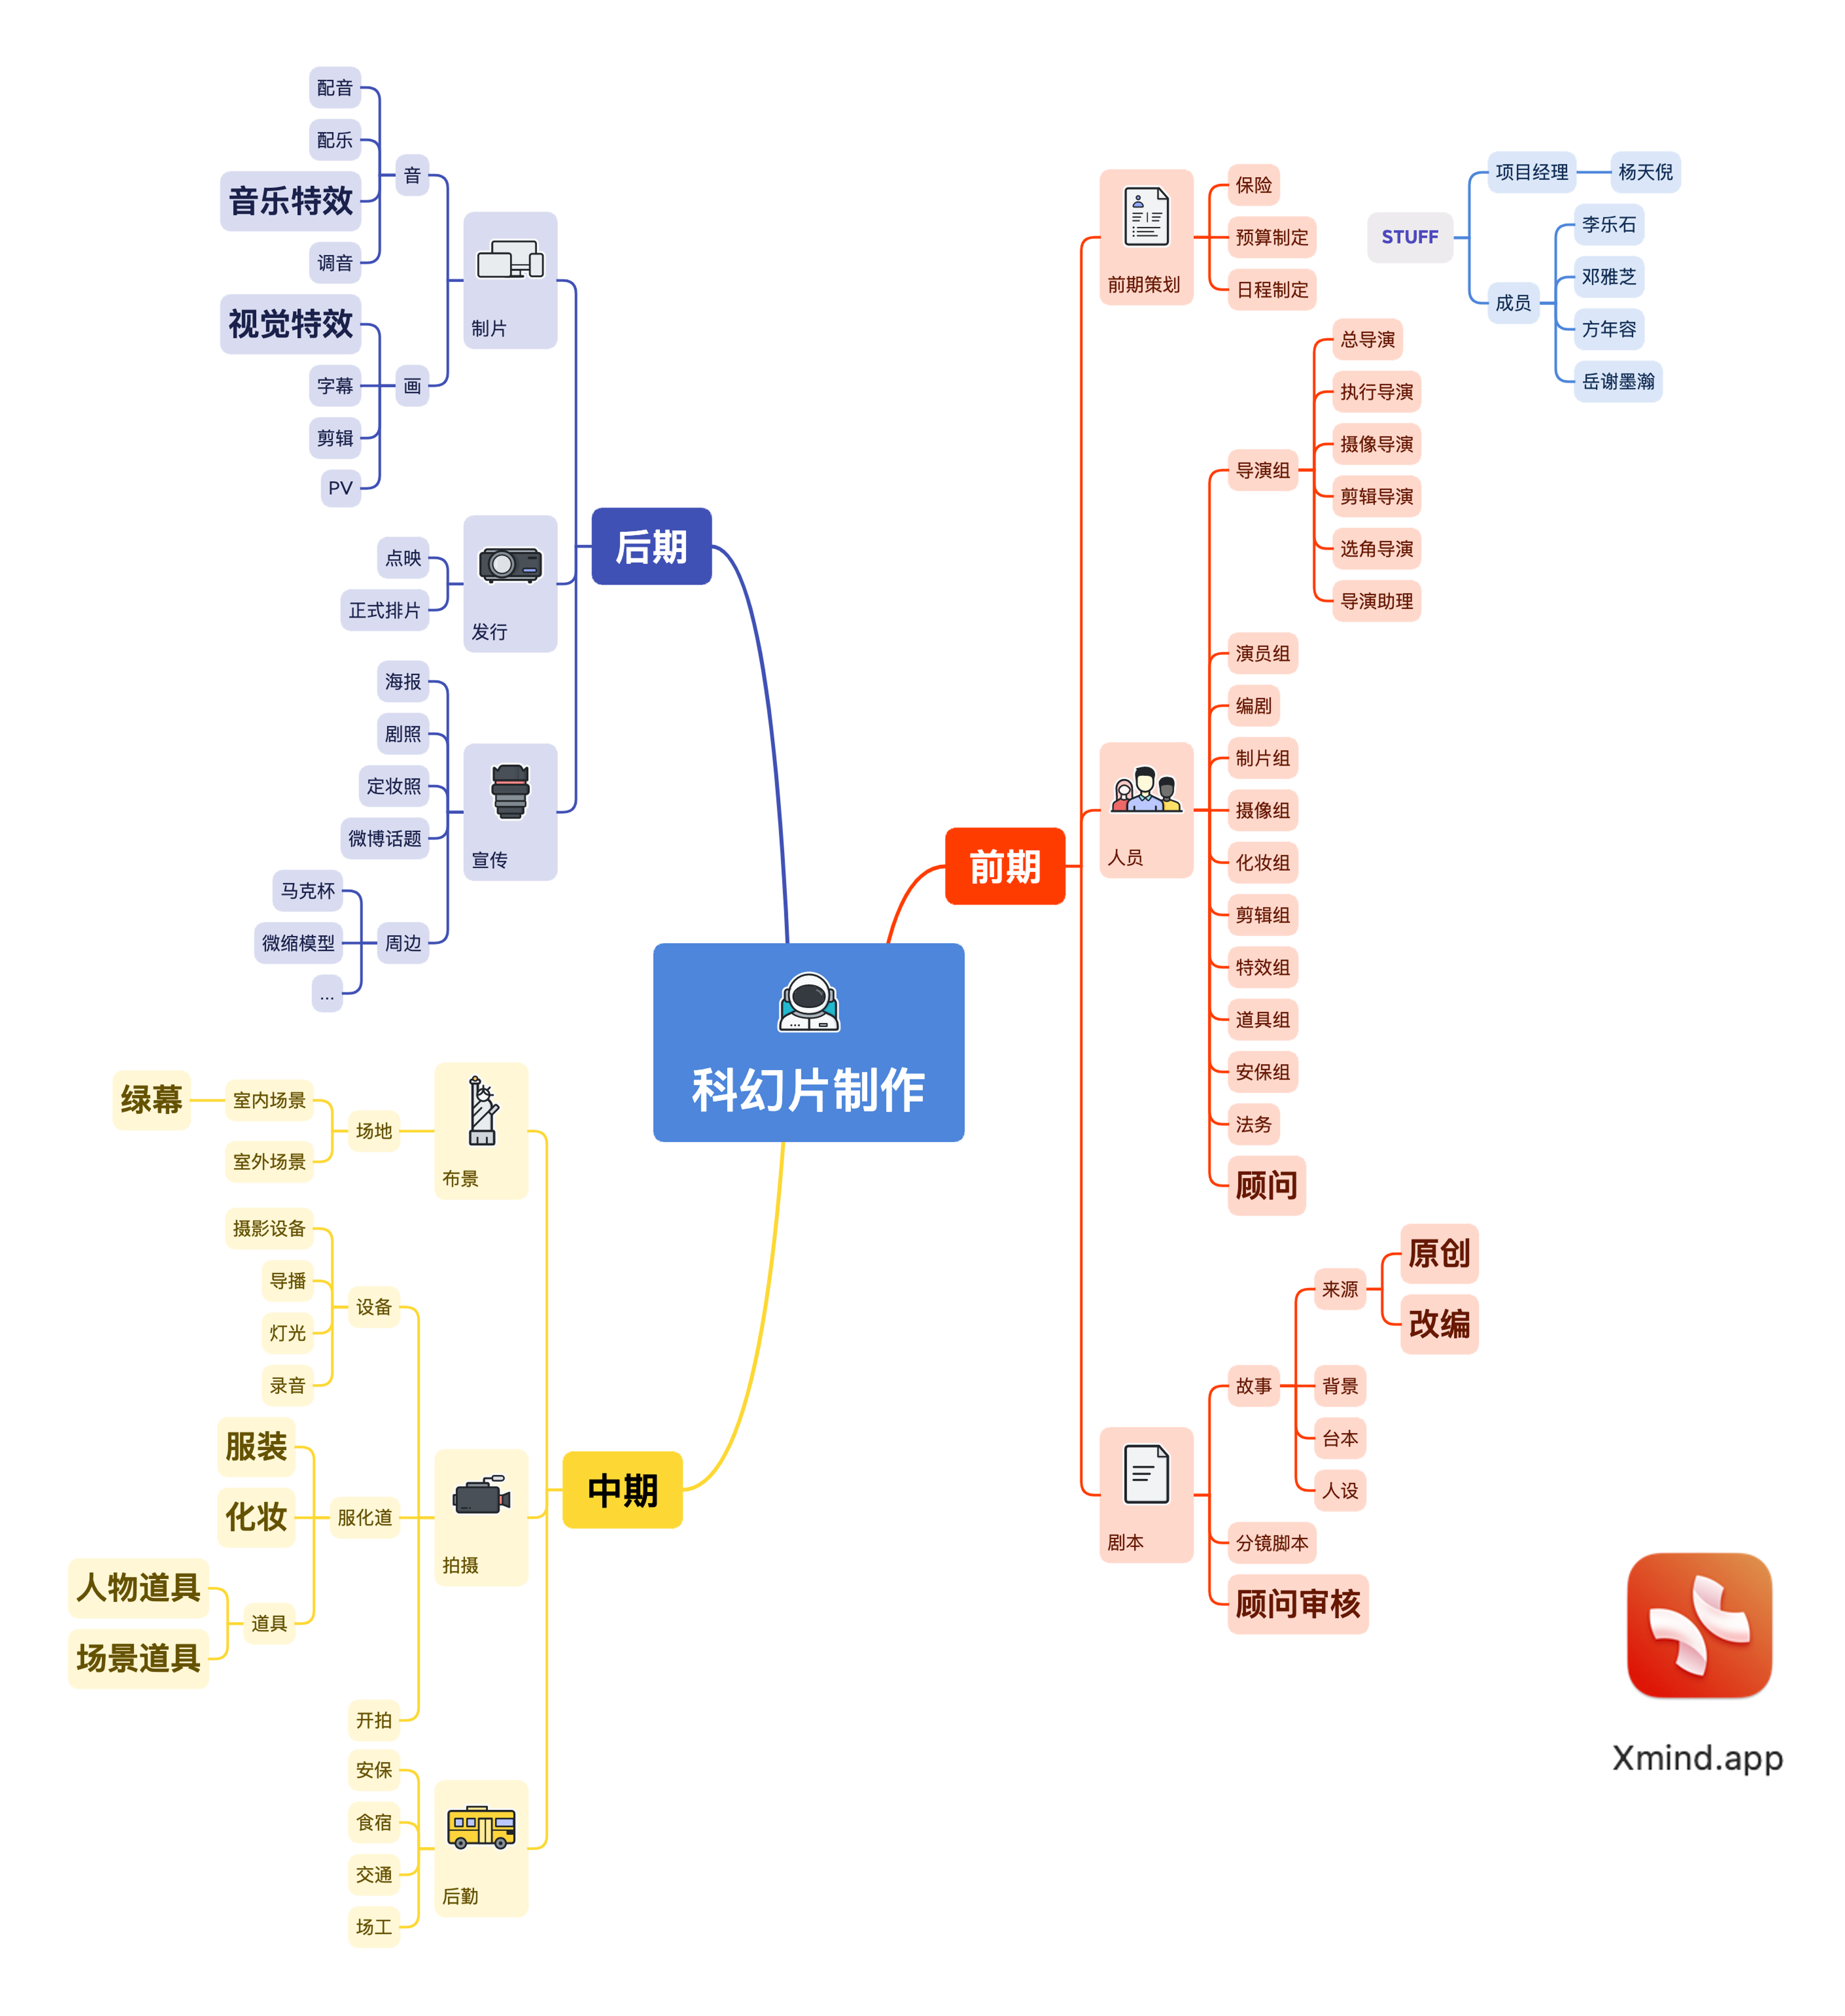 科幻片制作
前期
前期策划
保险
预算制定
日程制定
人员
导演组
总导演
执行导演
摄像导演
剪辑导演
选角导演
导演助理
演员组
编剧
制片组
摄像组
化妆组
剪辑组
特效组
道具组
安保组
法务
顾问
剧本
故事
来源
原创
改编
背景
台本
人设
分镜脚本
顾问审核
中期
布景
场地
室内场景
绿幕
室外场景
拍摄
设备
摄影设备
导播
灯光
录音
服化道
服装
化妆
道具
人物道具
场景道具
开拍
后勤
安保
食宿
交通
场工
后期
制片
音
配音
配乐
音乐特效
调音
画
视觉特效
字幕
剪辑
PV
发行
点映
正式排片
宣传
海报
剧照
定妆照
微博话题
周边
马克杯
微缩模型
...
STUFF
项目经理
杨天倪
成员
李乐石
邓雅芝
方年容
岳谢墨瀚
Xmind.app